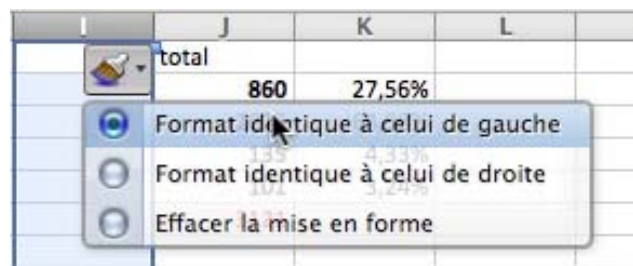 I J K L
total
860 27,56%
Format identique à celui de gauche
135 4,33%
Format identique à celui de droite
101 3,24%
Effacer la mise en forme